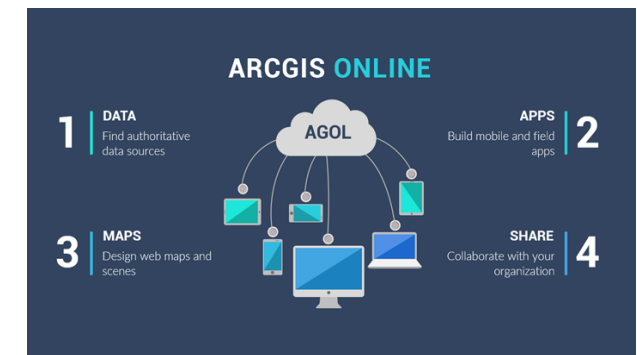 ARCGIS ONLINE
1
DATA
Find authoritative
data sources
AGOL
APPS
Build mobile and field
apps
2
3
MAPS
Design web maps and
scenes
SHARE
Collaborate with your
organization
4